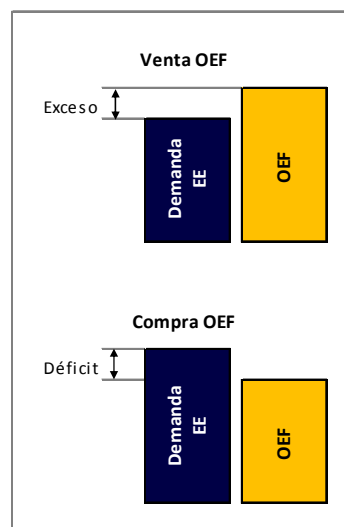 Venta OEF
Exceso
Demanda
EE
OEF
Compra OEF
Déficit
Demanda
EE
OEF